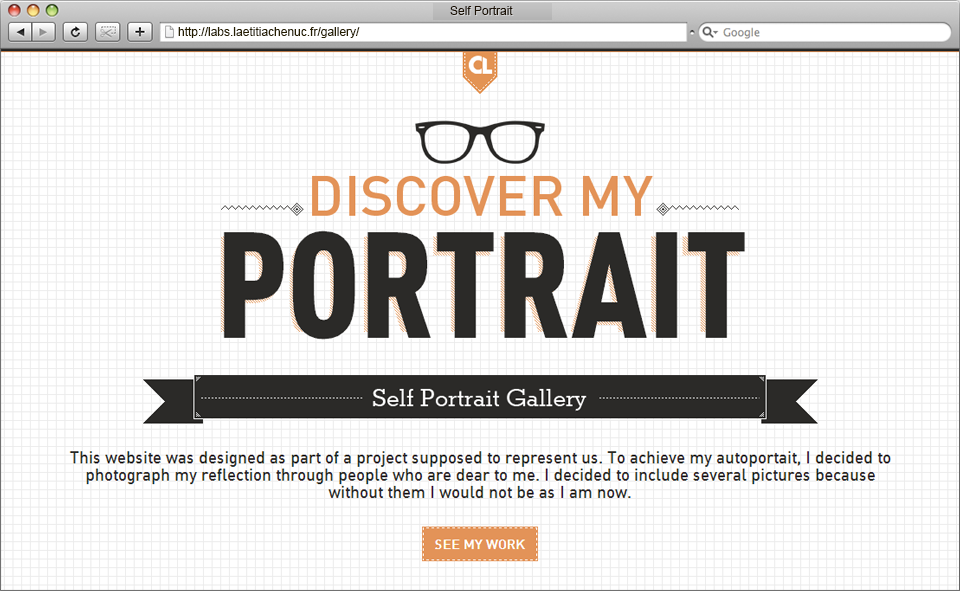 Self Portrait
http://labs.laetitiachenuc.fr/gallery/
Google
CL
DISCOVER MY
PORTRAIT
Self Portrait Gallery
This website was designed as part of a project supposed to represent us. To achieve my autoportait, I decided to
photograph my reflection through people who are dear to me. I decided to include several pictures because
without them I would not be as I am now.
SEE MY WORK